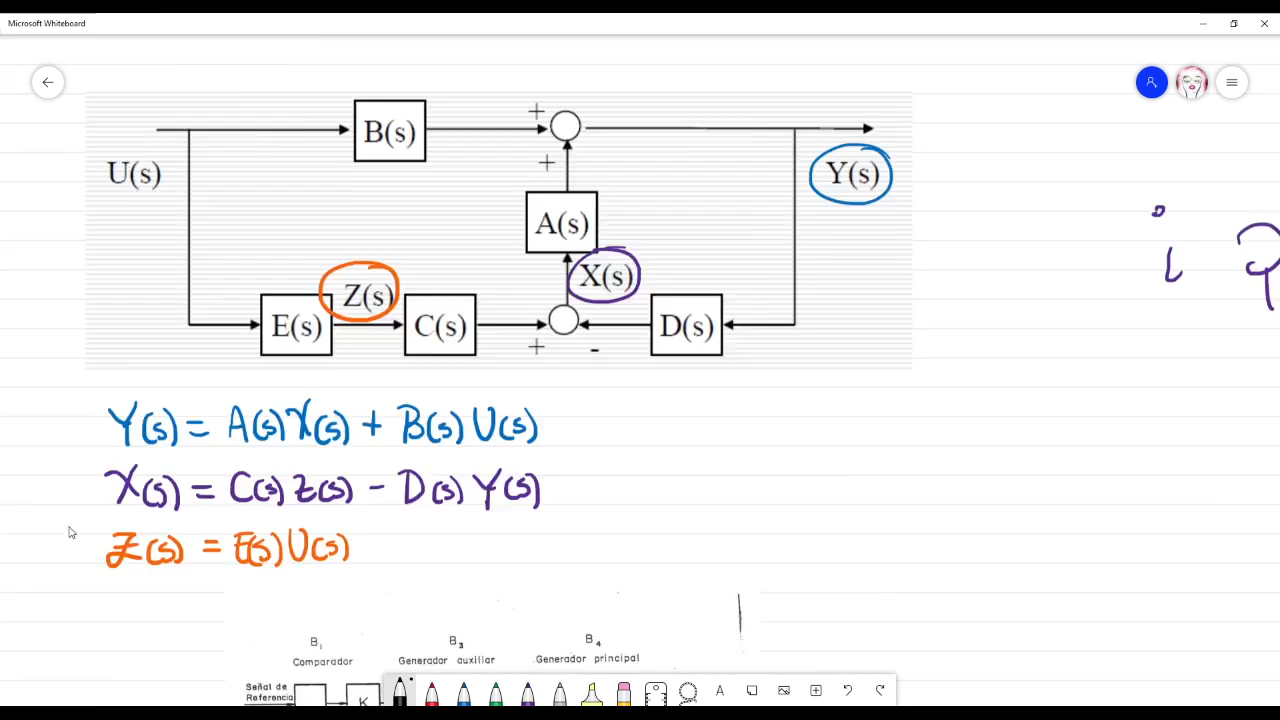 Microsoft Whiteboard
B(s)
+
+
U(s)
Y(s)
A(s)
X(s)
Z(s)
E(s) C(s) D(s)
+ -
Y(s) = A(s)X(s) + B(s)U(s)
X(s) = C(s)Z(s) - D(s)Y(s)
Z(s) = E(s)U(s)
B1 B3 B4
Comparador Generador auxiliar Generador principal
Señal de
Referencia K
A